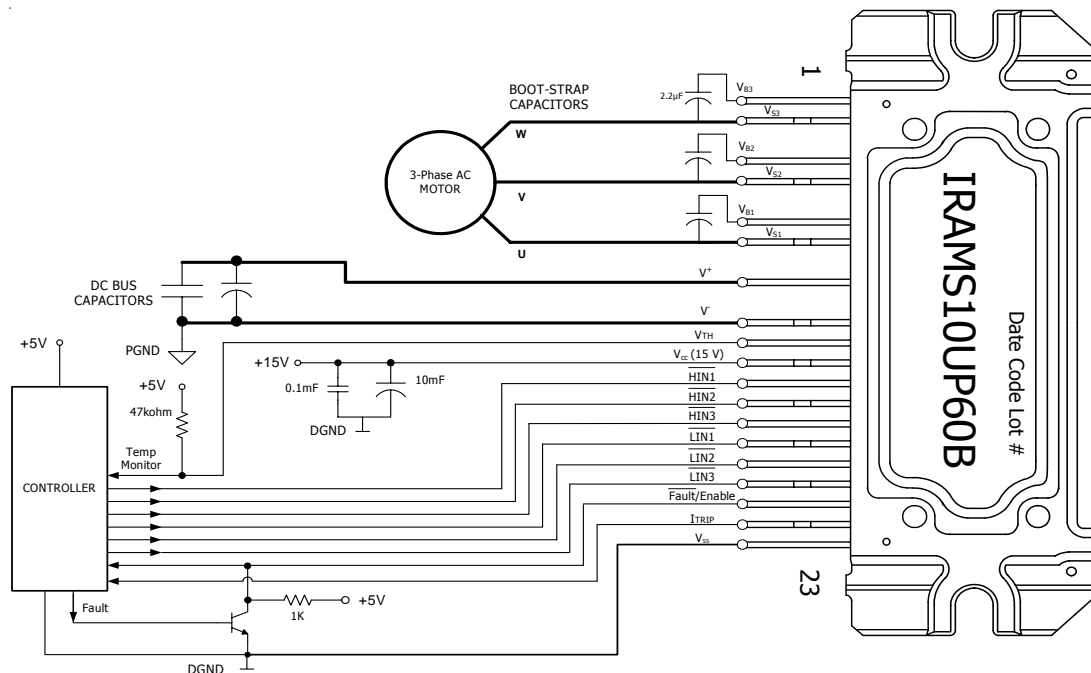 1
BOOT-STRAP
CAPACITORS
2.2µF
VB3
VS3
W
VB2
VS2
3-Phase AC
MOTOR
V
VB1
VS1
U
V+
DC BUS
CAPACITORS
V-
PGND
VTH
+5V
+15V
Vcc (15 V)
0.1mF
10mF
DGND
+5V
47kohm
HIN1
HIN2
HIN3
LIN1
LIN2
LIN3
Temp
Monitor
CONTROLLER
Fault/Enable
ITRIP
Vss
Fault
1K
+5V
DGND
23
IRAMS10UP60B
Date Code Lot #